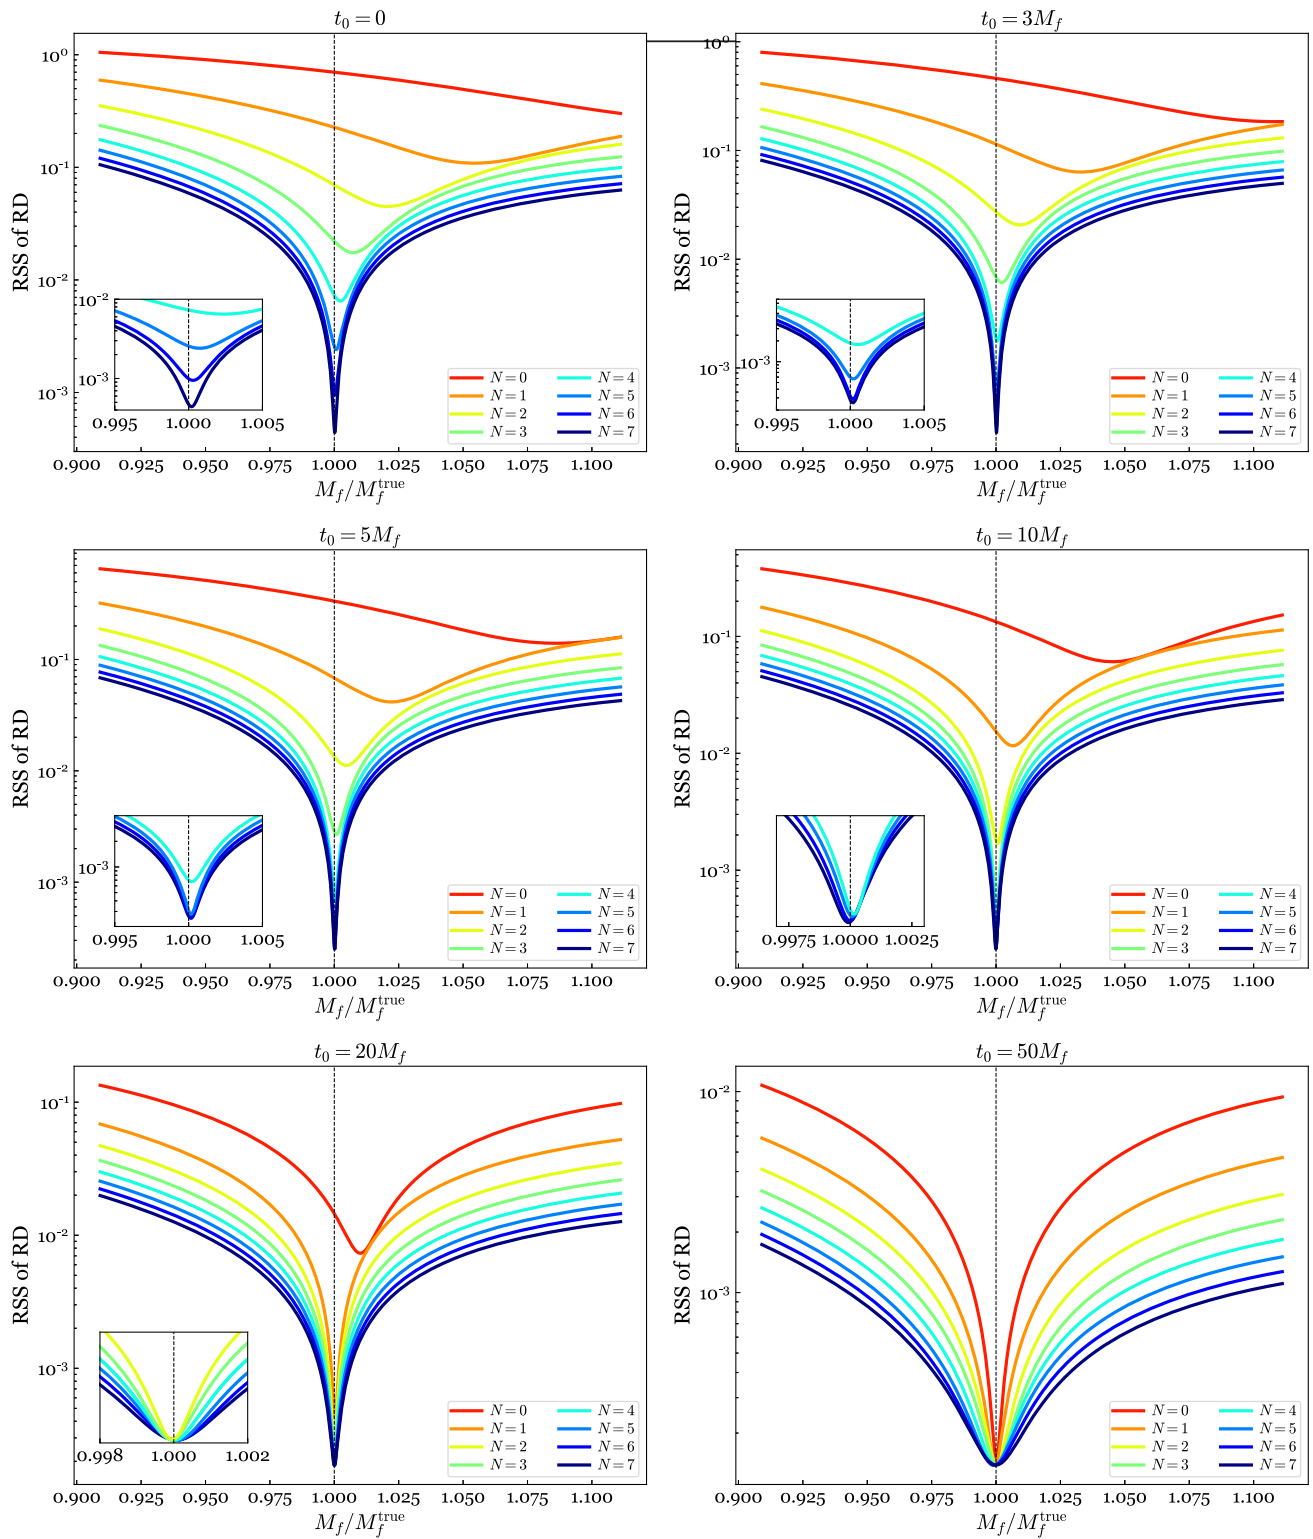 t₀ = 0
RSS of RD
10⁰
10⁻¹
10⁻²
10⁻³
10⁻²
10⁻³
0.995 1.000 1.005
N = 0 N = 4
N = 1 N = 5
N = 2 N = 6
N = 3 N = 7
0.900 0.925 0.950 0.975 1.000 1.025 1.050 1.075 1.100
M_f/M_f^true
t₀ = 3M_f
RSS of RD
10⁰
10⁻¹
10⁻²
10⁻³
10⁻³
0.995 1.000 1.005
N = 0 N = 4
N = 1 N = 5
N = 2 N = 6
N = 3 N = 7
0.900 0.925 0.950 0.975 1.000 1.025 1.050 1.075 1.100
M_f/M_f^true
t₀ = 5M_f
RSS of RD
10⁻¹
10⁻²
10⁻³
10⁻³
0.995 1.000 1.005
N = 0 N = 4
N = 1 N = 5
N = 2 N = 6
N = 3 N = 7
0.900 0.925 0.950 0.975 1.000 1.025 1.050 1.075 1.100
M_f/M_f^true
t₀ = 10M_f
RSS of RD
10⁻¹
10⁻²
10⁻³
0.9975 1.0000 1.0025
N = 0 N = 4
N = 1 N = 5
N = 2 N = 6
N = 3 N = 7
0.900 0.925 0.950 0.975 1.000 1.025 1.050 1.075 1.100
M_f/M_f^true
t₀ = 20M_f
RSS of RD
10⁻¹
10⁻²
10⁻³
0.998 1.000 1.002
N = 0 N = 4
N = 1 N = 5
N = 2 N = 6
N = 3 N = 7
0.900 0.925 0.950 0.975 1.000 1.025 1.050 1.075 1.100
M_f/M_f^true
t₀ = 50M_f
RSS of RD
10⁻²
10⁻³
N = 0 N = 4
N = 1 N = 5
N = 2 N = 6
N = 3 N = 7
0.900 0.925 0.950 0.975 1.000 1.025 1.050 1.075 1.100
M_f/M_f^true